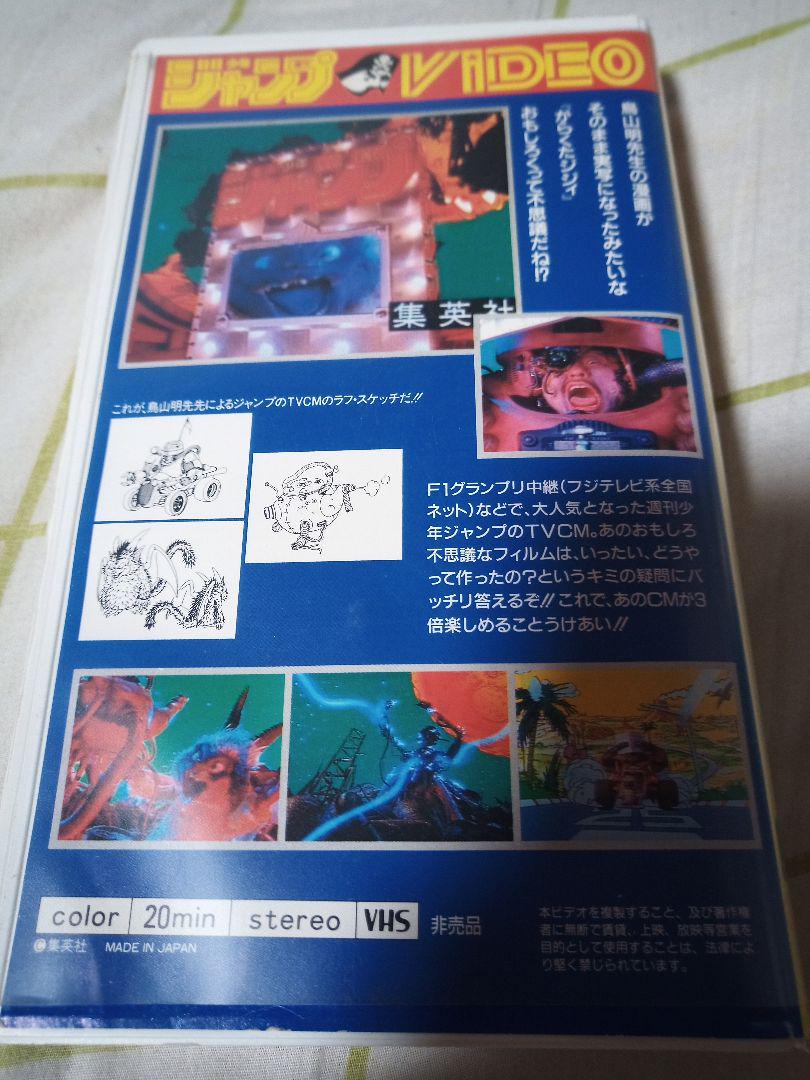 ジャンプ VIDEO
鳥山明先生の漫画が
そのまま実写になったみたいな
「がらくたジジイ」
おもしろくって不思議だね!?
集英社
これが、鳥山明先先によるジャンプのTVCMのラフ・スケッチだ!!
F1グランプリ中継(フジテレビ系全国
ネット)などで、大人気となった週刊少
年ジャンプのTVCM。あのおもしろ
不思議なフィルムは、いったい、どうや
って作ったの?というキミの疑問にバ
ッチリ答えるぞ!! これで、あのCMが3
倍楽しめることうけあい!!
color 20min stereo VHS 非売品
©集英社 MADE IN JAPAN
本ビデオを複製すること、及び著作権
者に無断で賃貸、上映、放映等営業を
目的として使用することは、法律によ
り堅く禁じられています。